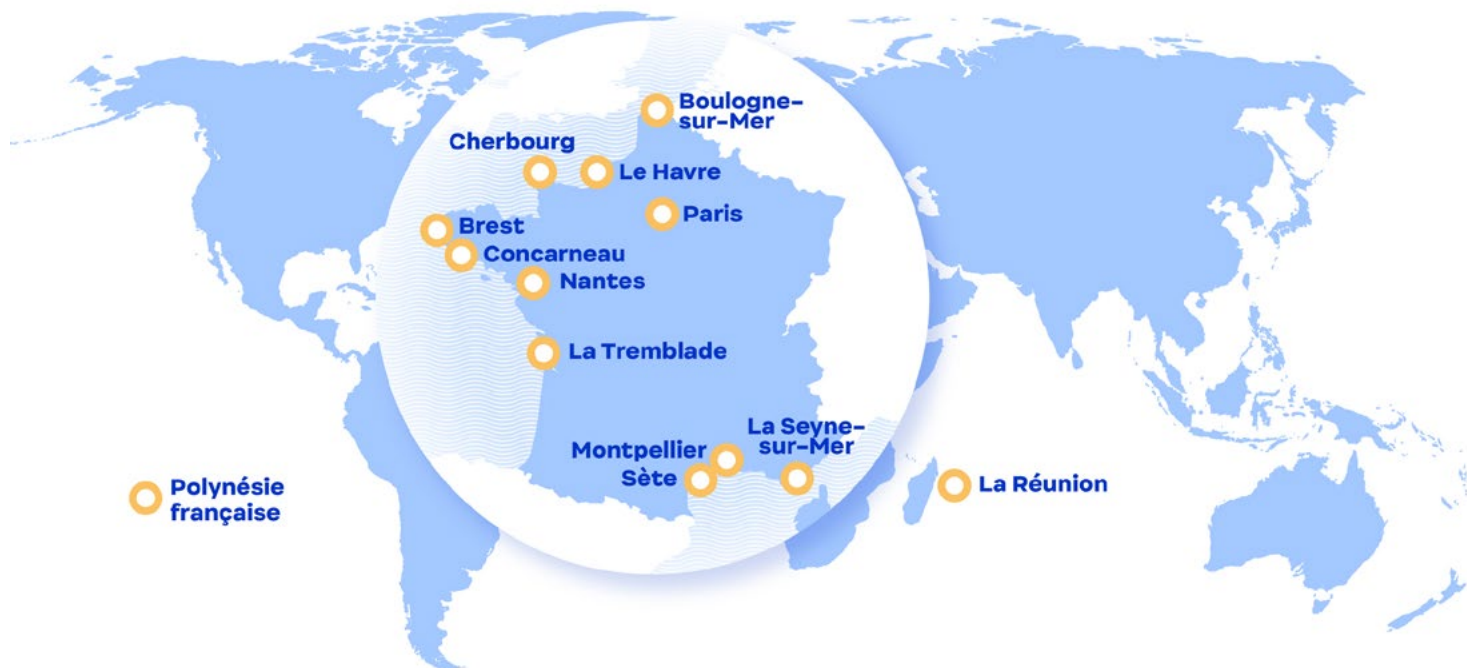 Boulogne-
sur-Mer
Cherbourg
Le Havre
Paris
Brest
Concarneau
Nantes
La Tremblade
La Seyne-
sur-Mer
Montpellier
Sète
Polynésie
française
La Réunion